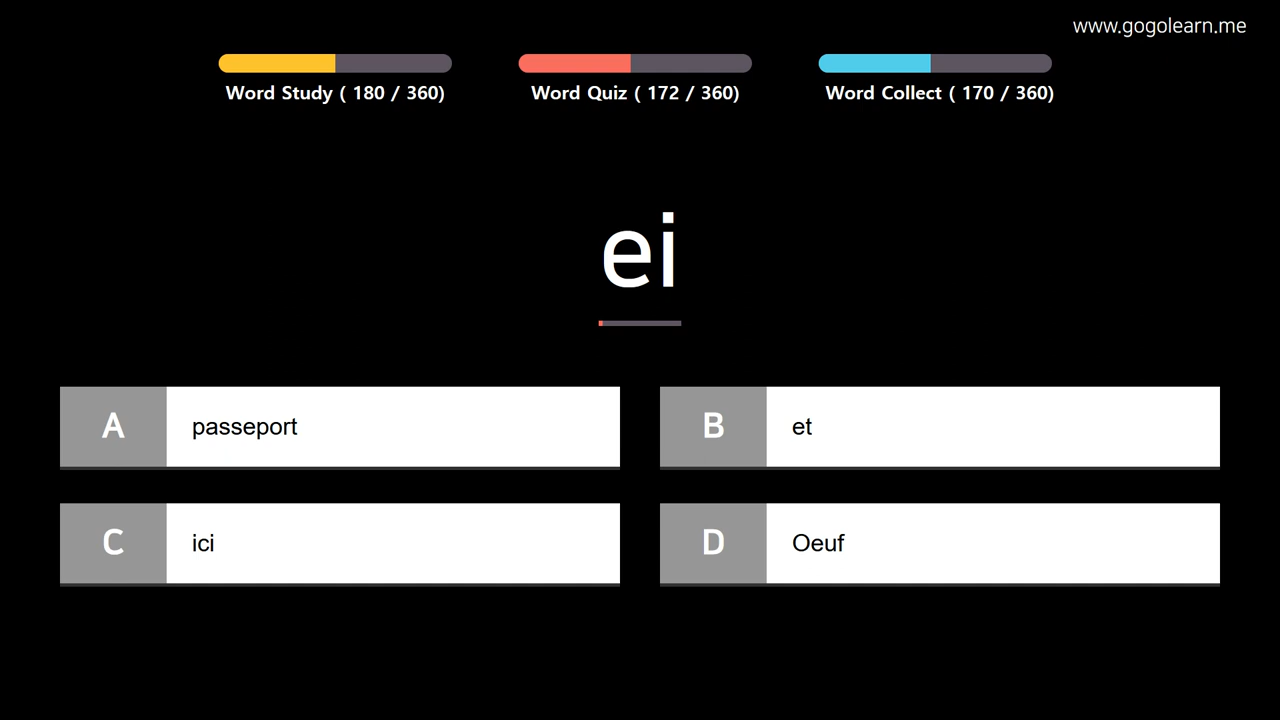 www.gogolearn.me
Word Study ( 180 / 360)
Word Quiz ( 172 / 360)
Word Collect ( 170 / 360)
ei
A passeport
B et
C ici
D Oeuf